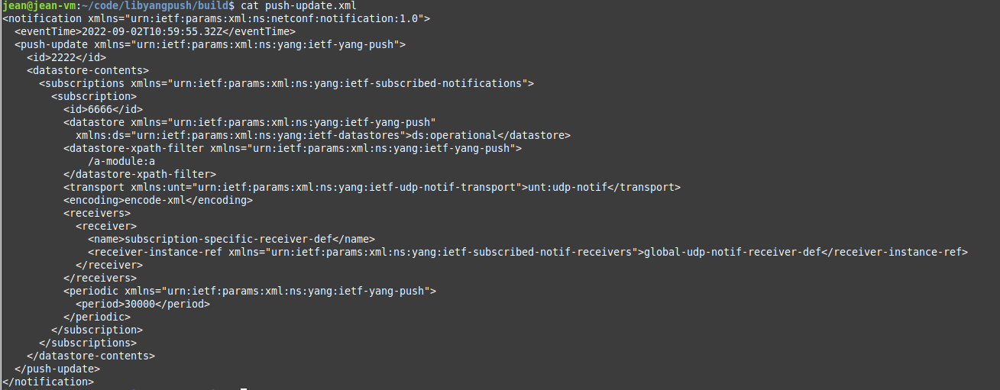 jean@jean-vm:~/code/libyangpush/build$ cat push-update.xml
<notification xmlns="urn:ietf:params:xml:ns:netconf:notification:1.0">
  <eventTime>2022-09-02T10:59:55.32Z</eventTime>
  <push-update xmlns="urn:ietf:params:xml:ns:yang:ietf-yang-push">
    <id>2222</id>
    <datastore-contents>
      <subscriptions xmlns="urn:ietf:params:xml:ns:yang:ietf-subscribed-notifications">
        <subscription>
          <id>6666</id>
          <datastore xmlns="urn:ietf:params:xml:ns:yang:ietf-yang-push"
            xmlns:ds="urn:ietf:params:xml:ns:yang:ietf-datastores">ds:operational</datastore>
          <datastore-xpath-filter xmlns="urn:ietf:params:xml:ns:yang:ietf-yang-push">
              /a-module:a
          </datastore-xpath-filter>
          <transport xmlns:unt="urn:ietf:params:xml:ns:yang:ietf-udp-notif-transport">unt:udp-notif</transport>
          <encoding>encode-xml</encoding>
          <receivers>
            <receiver>
              <name>subscription-specific-receiver-def</name>
              <receiver-instance-ref xmlns="urn:ietf:params:xml:ns:yang:ietf-subscribed-notif-receivers">global-udp-notif-receiver-def</receiver-instance-ref>
            </receiver>
          </receivers>
          <periodic xmlns="urn:ietf:params:xml:ns:yang:ietf-yang-push">
            <period>30000</period>
          </periodic>
        </subscription>
      </subscriptions>
    </datastore-contents>
  </push-update>
</notification>